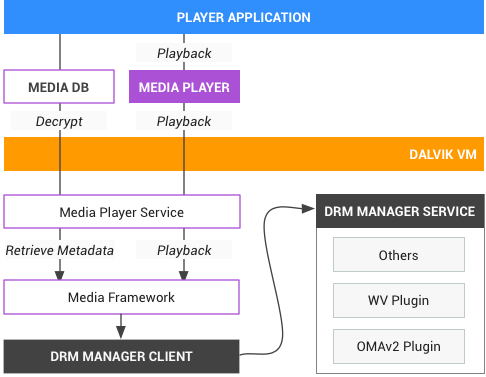 PLAYER APPLICATION
Playback
MEDIA DB
MEDIA PLAYER
Decrypt
Playback
DALVIK VM
Media Player Service
DRM MANAGER SERVICE
Retrieve Metadata
Playback
Others
Media Framework
WV Plugin
DRM MANAGER CLIENT
OMAv2 Plugin